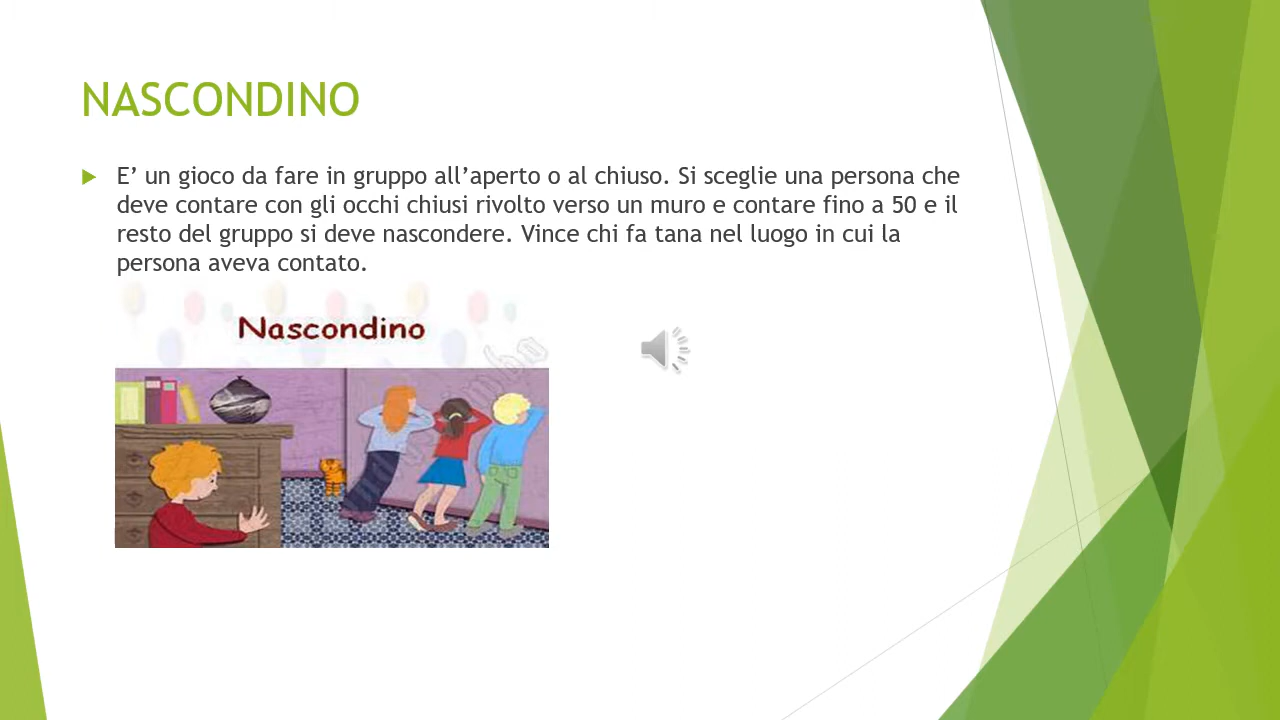 NASCONDINO
E’ un gioco da fare in gruppo all’aperto o al chiuso. Si sceglie una persona che
deve contare con gli occhi chiusi rivolto verso un muro e contare fino a 50 e il
resto del gruppo si deve nascondere. Vince chi fa tana nel luogo in cui la
persona aveva contato.
Nascondino